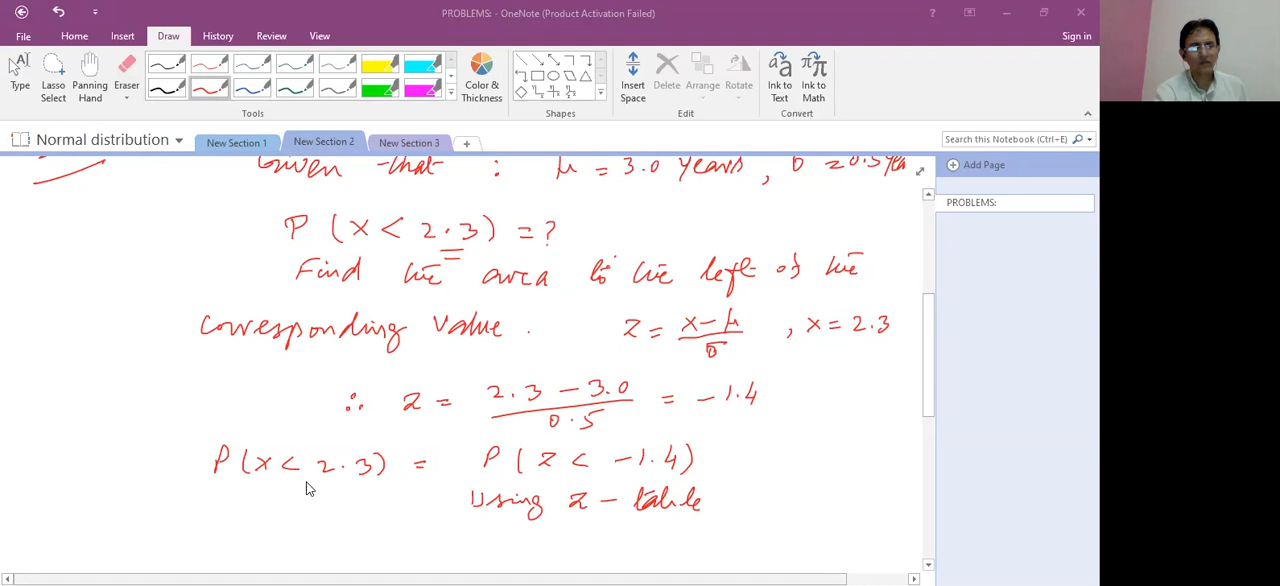 PROBLEMS: - OneNote (Product Activation Failed)
?
File Home Insert Draw History Review View Sign in
Type Lasso Select Panning Hand Eraser Color & Thickness Insert Space Delete Arrange Rotate Ink to Text Ink to Math
Tools Shapes Edit Convert
Normal distribution New Section 1 New Section 2 New Section 3 + Search this Notebook (Ctrl+E)
Add Page
PROBLEMS:
Given that : μ = 3.0 years, σ = 0.5 yea
P (x < 2.3) = ?
Find the area to the left of the
corresponding value. z = x-μ/σ , x = 2.3
∴ z = 2.3 - 3.0/0.5 = -1.4
P(x < 2.3) = P(z < -1.4)
Using z - table